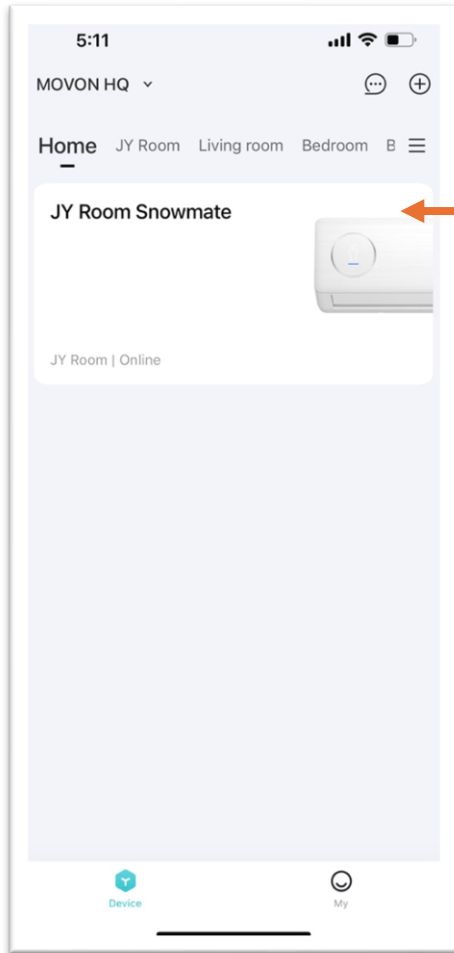 5:11
MOVON HQ
Home JY Room Living room Bedroom B
JY Room Snowmate
JY Room | Online
Device My